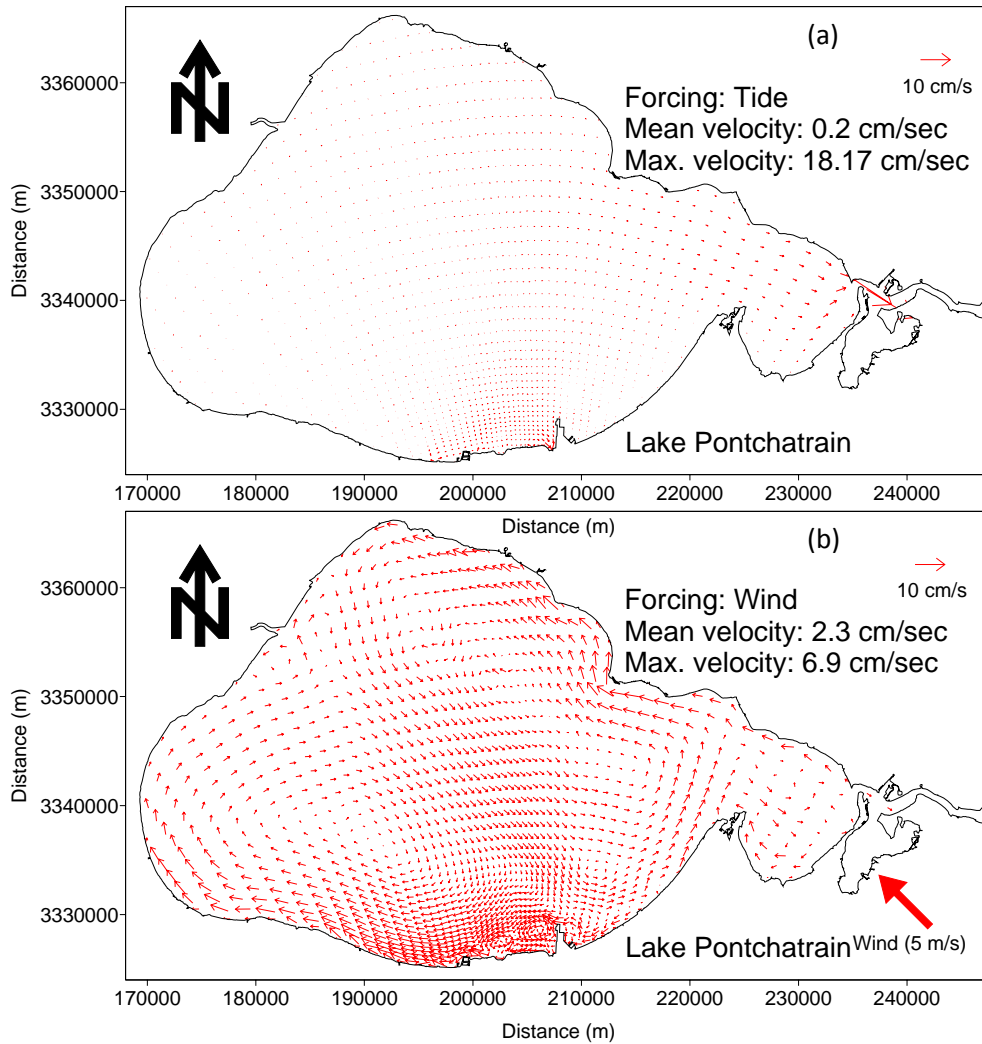 (a)
10 cm/s
N
Forcing: Tide
Mean velocity: 0.2 cm/sec
Max. velocity: 18.17 cm/sec
3360000
3350000
3340000
3330000
Distance (m)
Lake Pontchatrain
170000 180000 190000 200000 210000 220000 230000 240000
Distance (m)
(b)
10 cm/s
N
Forcing: Wind
Mean velocity: 2.3 cm/sec
Max. velocity: 6.9 cm/sec
3360000
3350000
3340000
3330000
Distance (m)
Lake Pontchatrain
Wind (5 m/s)
170000 180000 190000 200000 210000 220000 230000 240000
Distance (m)